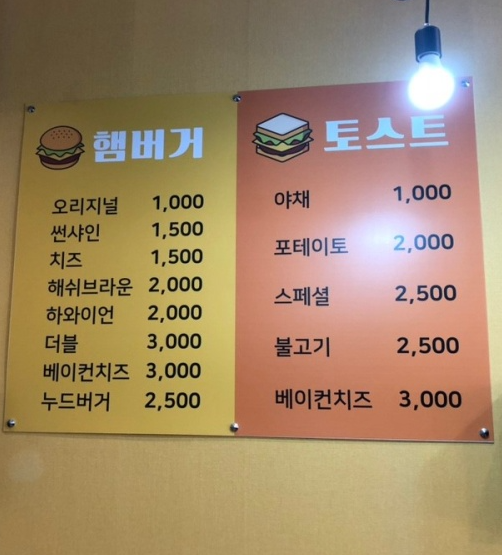 햄버거
오리지널 1,000
썬샤인 1,500
치즈 1,500
해쉬브라운 2,000
하와이언 2,000
더블 3,000
베이컨치즈 3,000
누드버거 2,500
토스트
야채 1,000
포테이토 2,000
스페셜 2,500
불고기 2,500
베이컨치즈 3,000